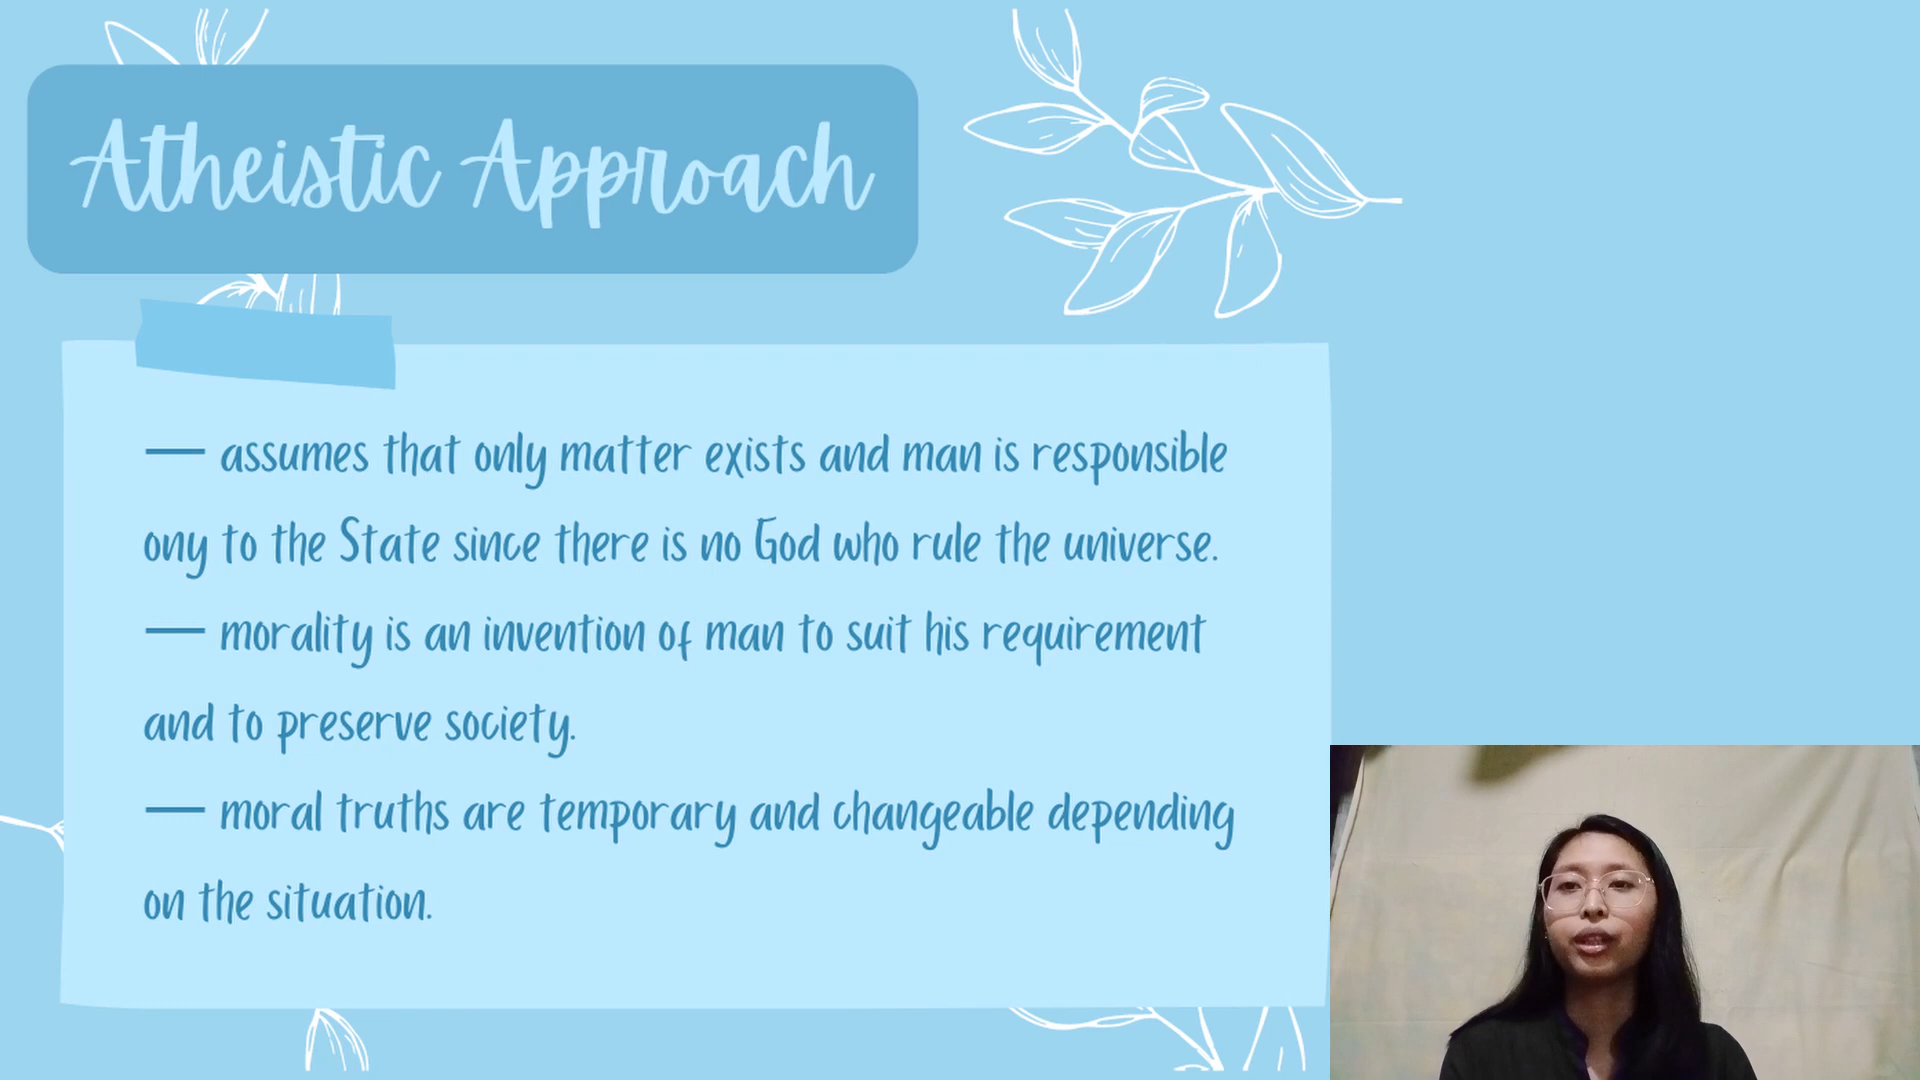 Atheistic Approach
— assumes that only matter exists and man is responsible
ony to the State since there is no God who rule the universe.
— morality is an invention of man to suit his requirement
and to preserve society.
— moral truths are temporary and changeable depending
on the situation.